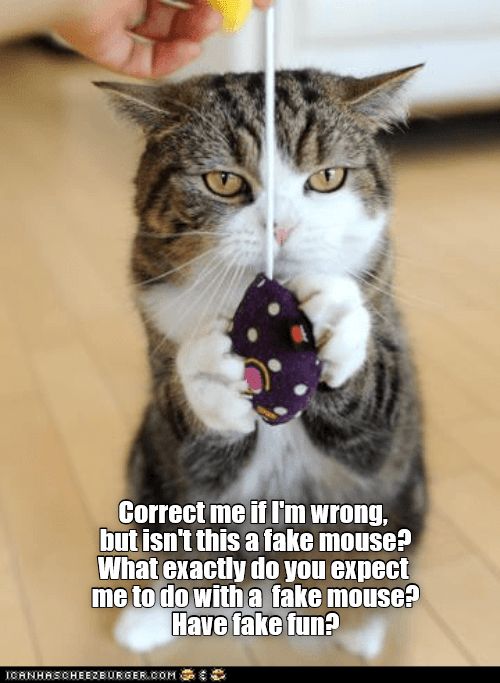 Correct me if I'm wrong,
but isn't this a fake mouse?
What exactly do you expect
me to do with a fake mouse?
Have fake fun?
ICANHASCHEEZBURGER.COM